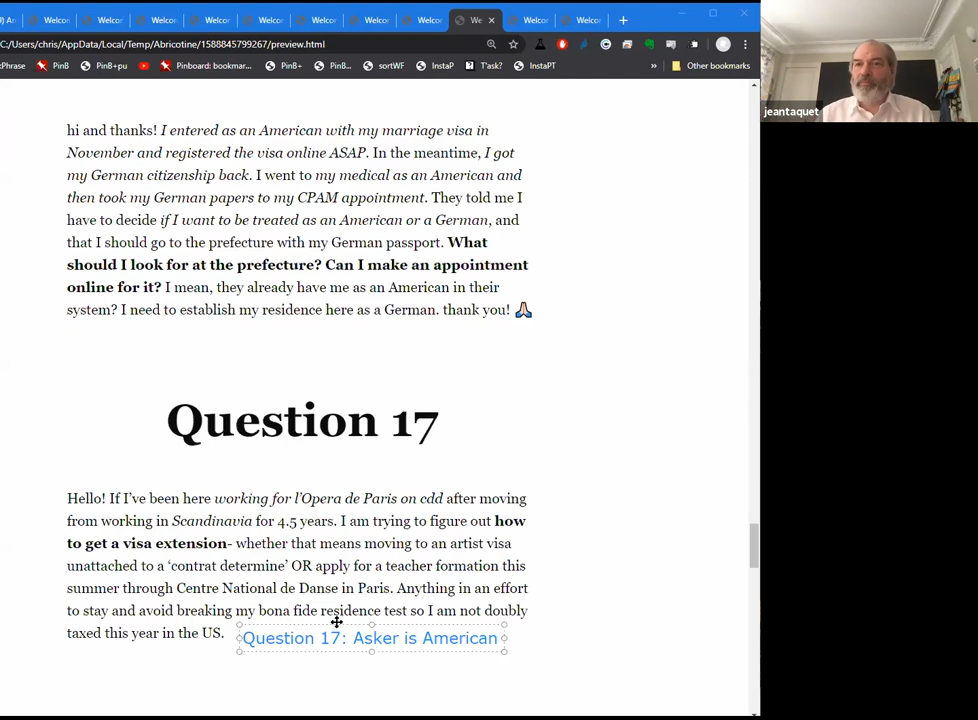 Welcor Welcor Welcor Welcor Welcor Welcor Welcor We × Welcor Welcor +
C:/Users/chris/AppData/Local/Temp/Abricotine/1588845799267/preview.html
cPhrase PinB PinB+pu Pinboard: bookmar... PinB+ PinB... sortWF InstaP T'ask? InstaPT » Other bookmarks
jeantaquet
hi and thanks! I entered as an American with my marriage visa in
November and registered the visa online ASAP. In the meantime, I got
my German citizenship back. I went to my medical as an American and
then took my German papers to my CPAM appointment. They told me I
have to decide if I want to be treated as an American or a German, and
that I should go to the prefecture with my German passport. What
should I look for at the prefecture? Can I make an appointment
online for it? I mean, they already have me as an American in their
system? I need to establish my residence here as a German. thank you! 🙏
Question 17
Hello! If I’ve been here working for l’Opera de Paris on cdd after moving
from working in Scandinavia for 4.5 years. I am trying to figure out how
to get a visa extension- whether that means moving to an artist visa
unattached to a ‘contrat determine’ OR apply for a teacher formation this
summer through Centre National de Danse in Paris. Anything in an effort
to stay and avoid breaking my bona fide residence test so I am not doubly
taxed this year in the US.
Question 17: Asker is American